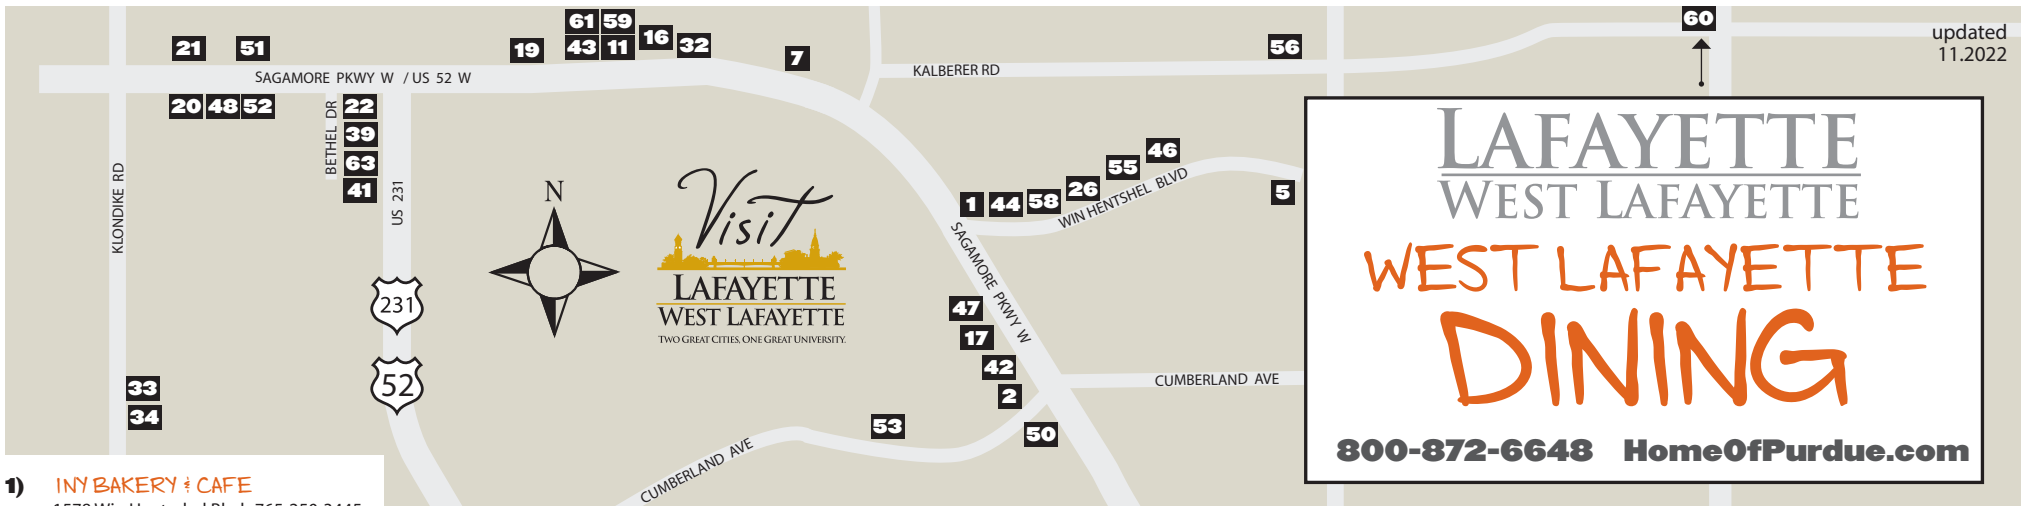 60
61 59
16
21 51 19 43 11 32 7 56
updated
11.2022
SAGAMORE PKWY W / US 52 W
KALBERER RD
20 48 52 22
39
63
41
BETHEL DR
KLONDIKE RD
US 231
231
52
33
34
N
Visit
LAFAYETTE
WEST LAFAYETTE
TWO GREAT CITIES, ONE GREAT UNIVERSITY.
46
55
26
1 44 58
5
WIN HENTSHEL BLVD
SAGAMORE PKWY W
47
17
42
2
50
53
CUMBERLAND AVE
CUMBERLAND AVE
LAFAYETTE
WEST LAFAYETTE
WEST LAFAYETTE
DINING
800-872-6648 HomeOfPurdue.com
1) INY BAKERY & CAFE